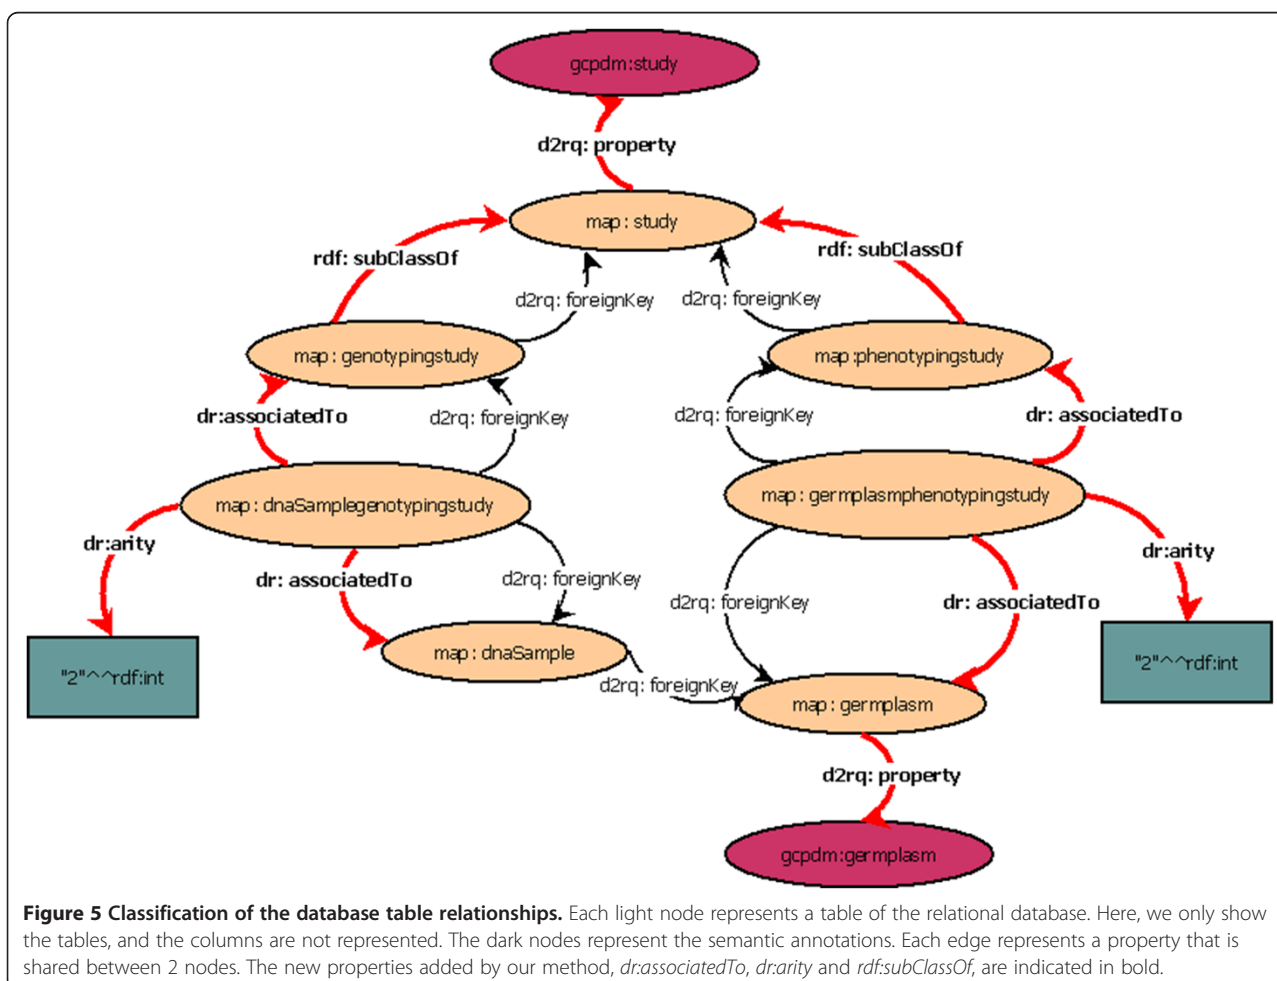 gcpdm:study
d2rq: property
map: study
rdf: subClassOf
rdf: subClassOf
d2rq: foreignKey
d2rq: foreignKey
map: genotypingstudy
map:phenotypingstudy
dr:associatedTo
d2rq: foreignKey
d2rq: foreignKey
dr: associatedTo
map: dnaSamplegenotypingstudy
map: germplasmphenotypingstudy
dr:arity
dr: associatedTo
d2rq: foreignKey
d2rq: foreignKey
dr: associatedTo
dr:arity
"2"^^rdf:int
map: dnaSample
d2rq: foreignKey
map: germplasm
"2"^^rdf:int
d2rq: property
gcpdm:germplasm
Figure 5 Classification of the database table relationships. Each light node represents a table of the relational database. Here, we only show
the tables, and the columns are not represented. The dark nodes represent the semantic annotations. Each edge represents a property that is
shared between 2 nodes. The new properties added by our method, dr:associatedTo, dr:arity and rdf:subClassOf, are indicated in bold.